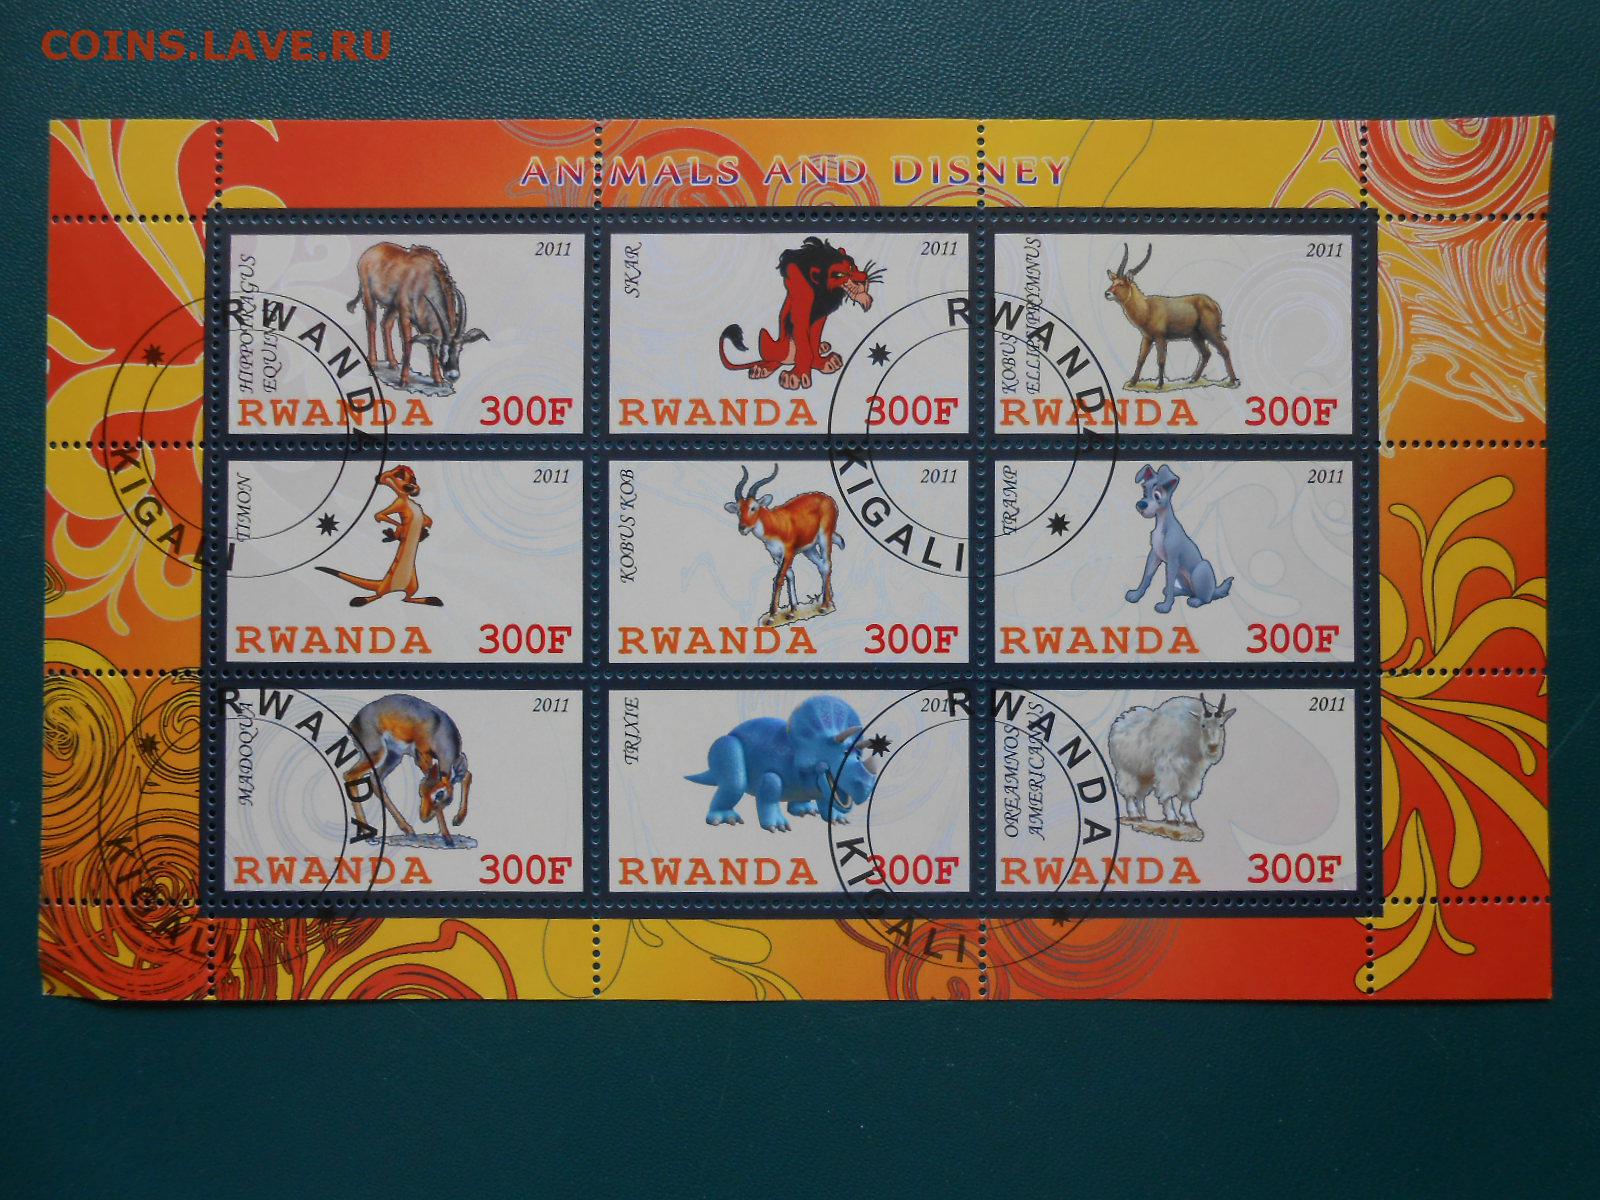 COINS.LAVE.RU
ANIMALS AND DISNEY
HIPPOTRAGUS
EQUINUS
2011
RWANDA 300F
SKAR
2011
RWANDA 300F
KOBUS
ELLIPSIPRYMNUS
2011
RWANDA 300F
RWANDA
KIGALI
RWANDA
KIGALI
TIMON
2011
RWANDA 300F
KOBUS KOB
2011
RWANDA 300F
TRAMP
2011
RWANDA 300F
MADOQUA
2011
RWANDA 300F
TRIXIE
2011
RWANDA 300F
OREAMNOS
AMERICANUS
2011
RWANDA 300F
RWANDA
KIGALI
RWANDA
KIGALI